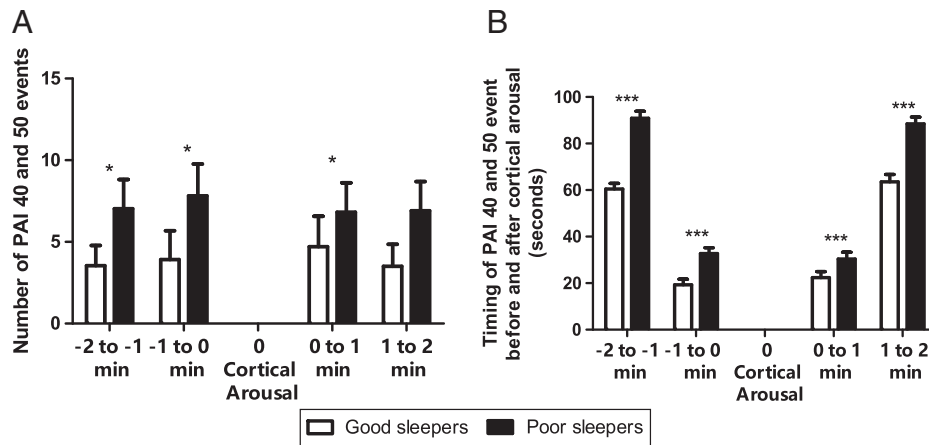 A
Number of PAI 40 and 50 events
15
10
5
0
*
*
*
-2 to -1
min
-1 to 0
min
0
Cortical
Arousal
0 to 1
min
1 to 2
min
B
Timing of PAI 40 and 50 event
before and after cortical arousal
(seconds)
100
80
60
40
20
0
***
***
***
***
-2 to -1
min
-1 to 0
min
0
Cortical
Arousal
0 to 1
min
1 to 2
min
Good sleepers
Poor sleepers